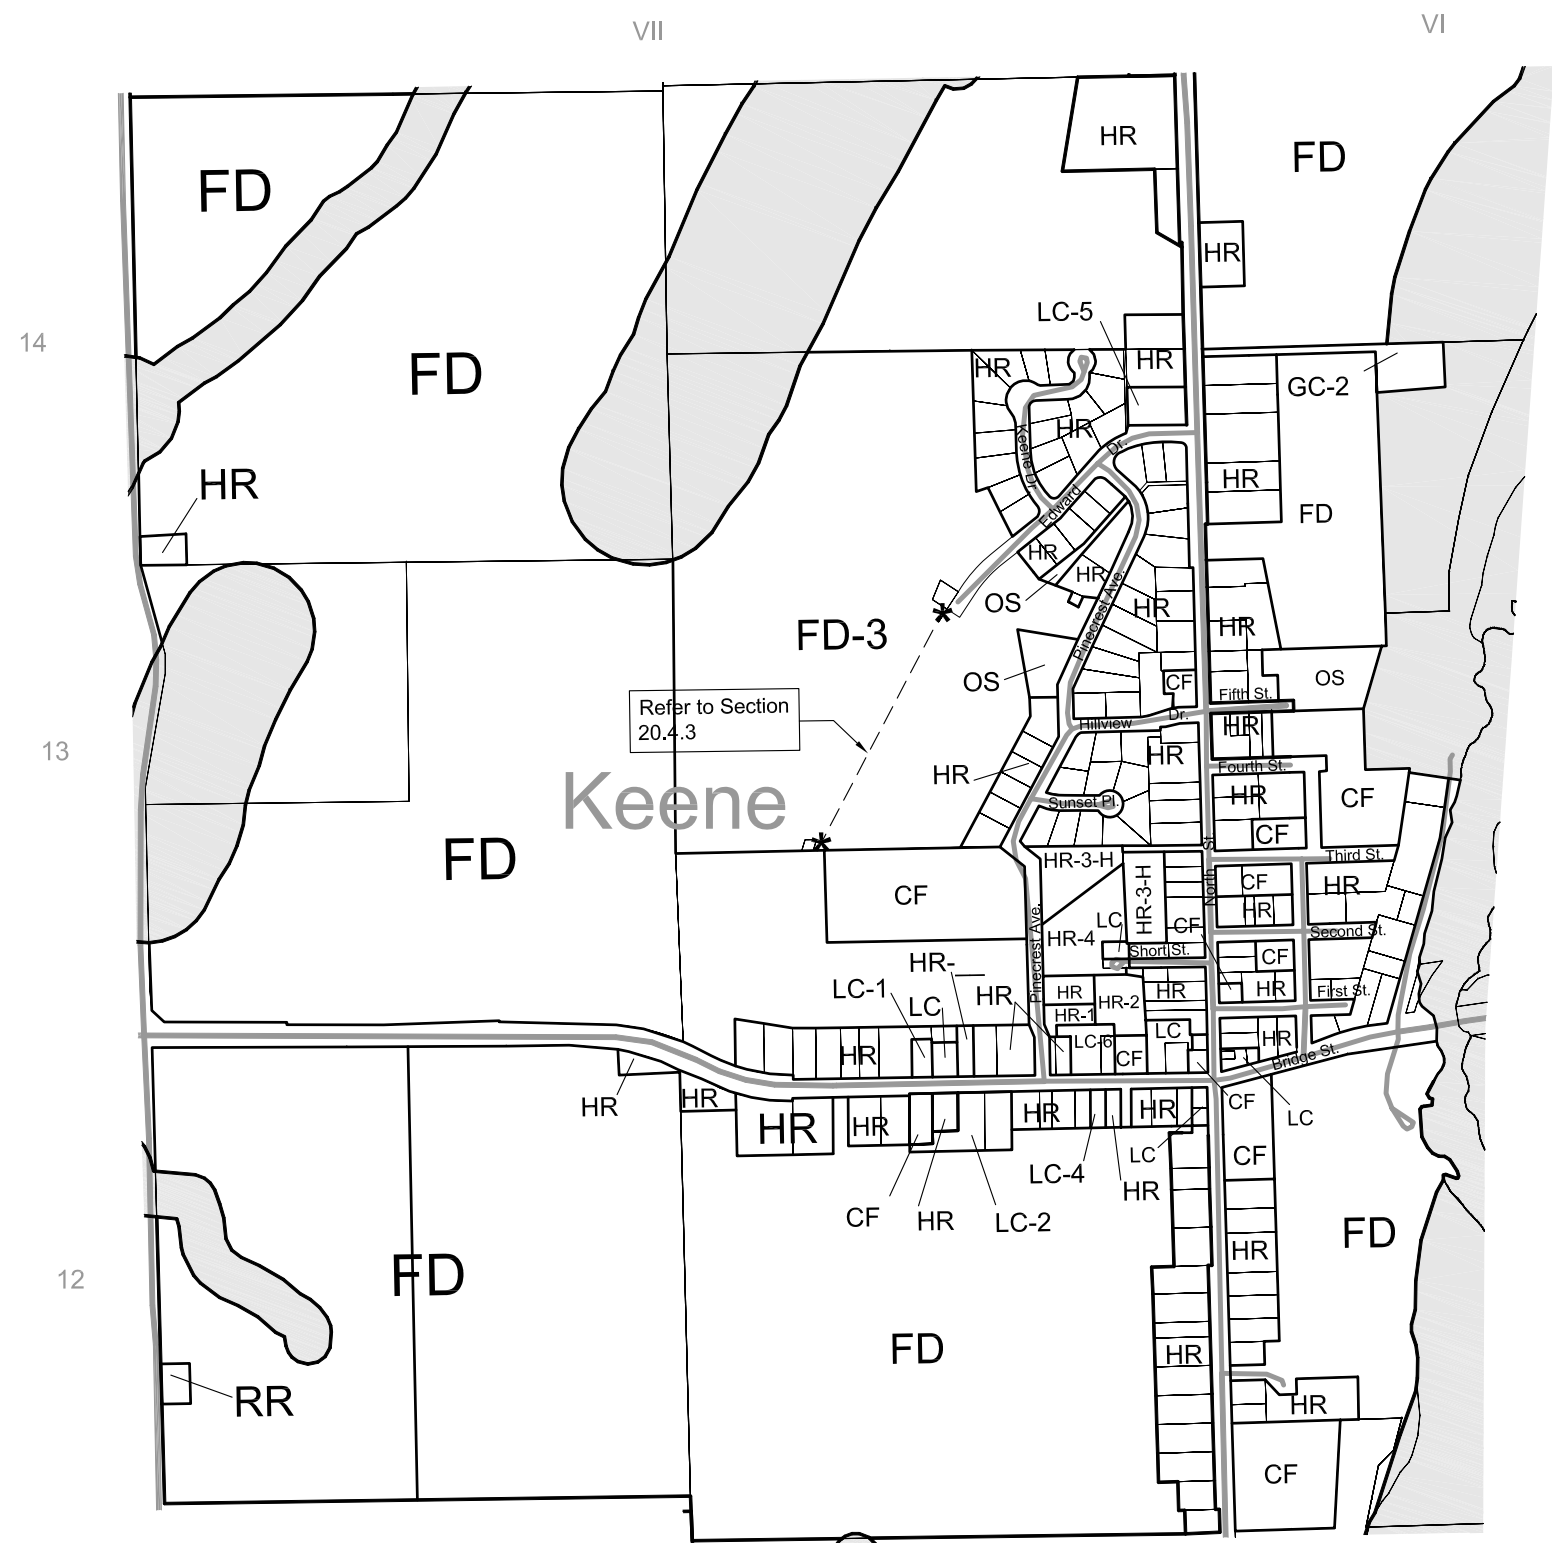 VII
VI
HR
FD
FD
HR
LC-5
14
HR
HR
FD
GC-2
HR
Keene Dr.
Dr.
HR
HR
FD
Edward
HR
HR
OS
HR
Pinecrest Ave.
HR
FD-3
OS
CF
OS
Fifth St.
Refer to Section
20.4.3
Hillview
Dr.
HR
13
HR
HR
Fourth St.
Keene
Sunset Pl.
HR
CF
CF
North St.
FD
HR-3-H
Third St.
CF
HR-3-H
CF
HR
HR
LC
CF
Second St.
HR-4
Short St.
CF
HR-
Pinecrest Ave.
LC-1
HR
HR
HR-2
HR
HR
First St.
LC
HR-1
LC
HR
LC-6
HR
CF
Bridge St.
HR
HR
HR
HR
HR
HR
HR
CF
LC
LC
CF
LC-4
HR
CF
HR
LC-2
FD
HR
12
FD
FD
HR
RR
HR
CF